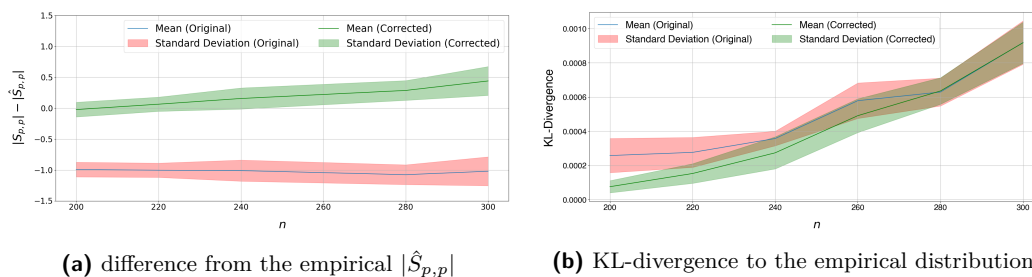 Mean (Original)
Standard Deviation (Original)
Mean (Corrected)
Standard Deviation (Corrected)
|S_{p,p}| − |Ŝ_{p,p}|
1.5
1.0
0.5
0.0
−0.5
−1.0
−1.5
200 220 240 260 280 300
n
(a) difference from the empirical |Ŝ_{p,p}|
Mean (Original)
Standard Deviation (Original)
Mean (Corrected)
Standard Deviation (Corrected)
KL-Divergence
0.0010
0.0008
0.0006
0.0004
0.0002
0.0000
200 220 240 260 280 300
n
(b) KL-divergence to the empirical distribution